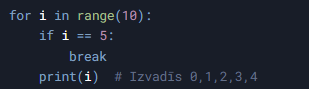 for i in range(10):
    if i == 5:
        break
    print(i)  # Izvadīs 0,1,2,3,4